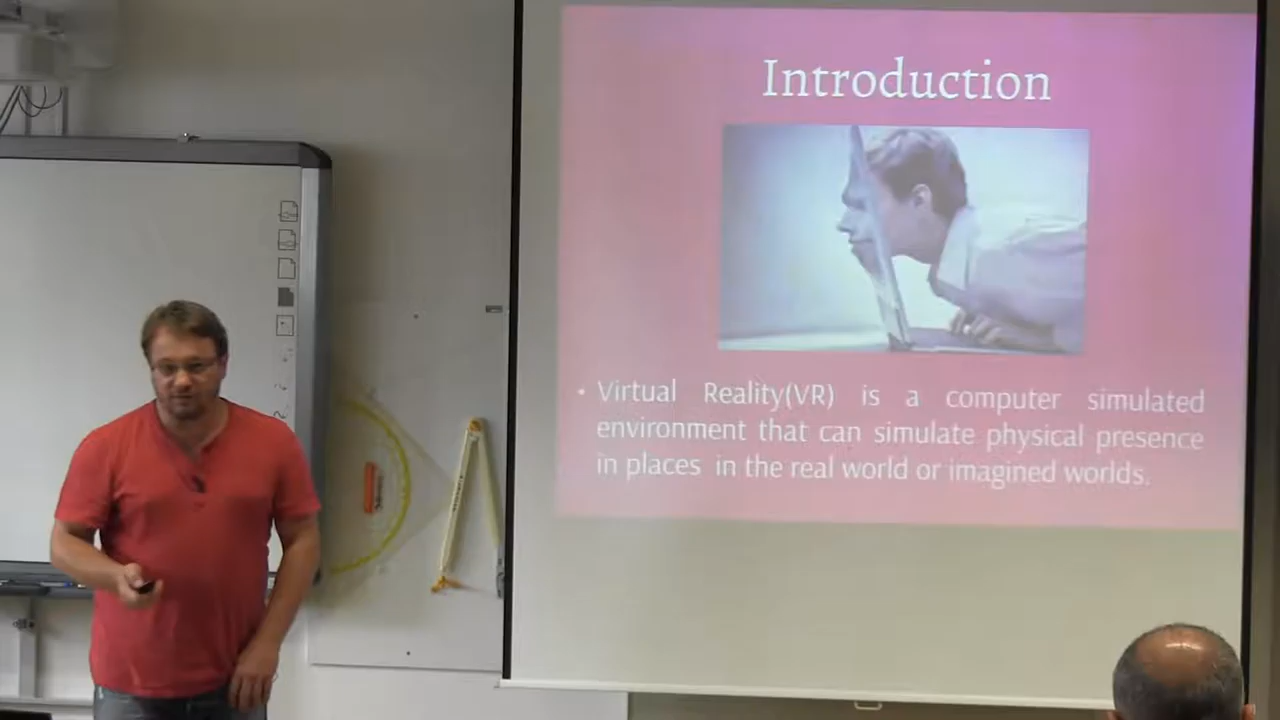 Introduction
• Virtual Reality(VR) is a computer simulated
environment that can simulate physical presence
in places in the real world or imagined worlds.